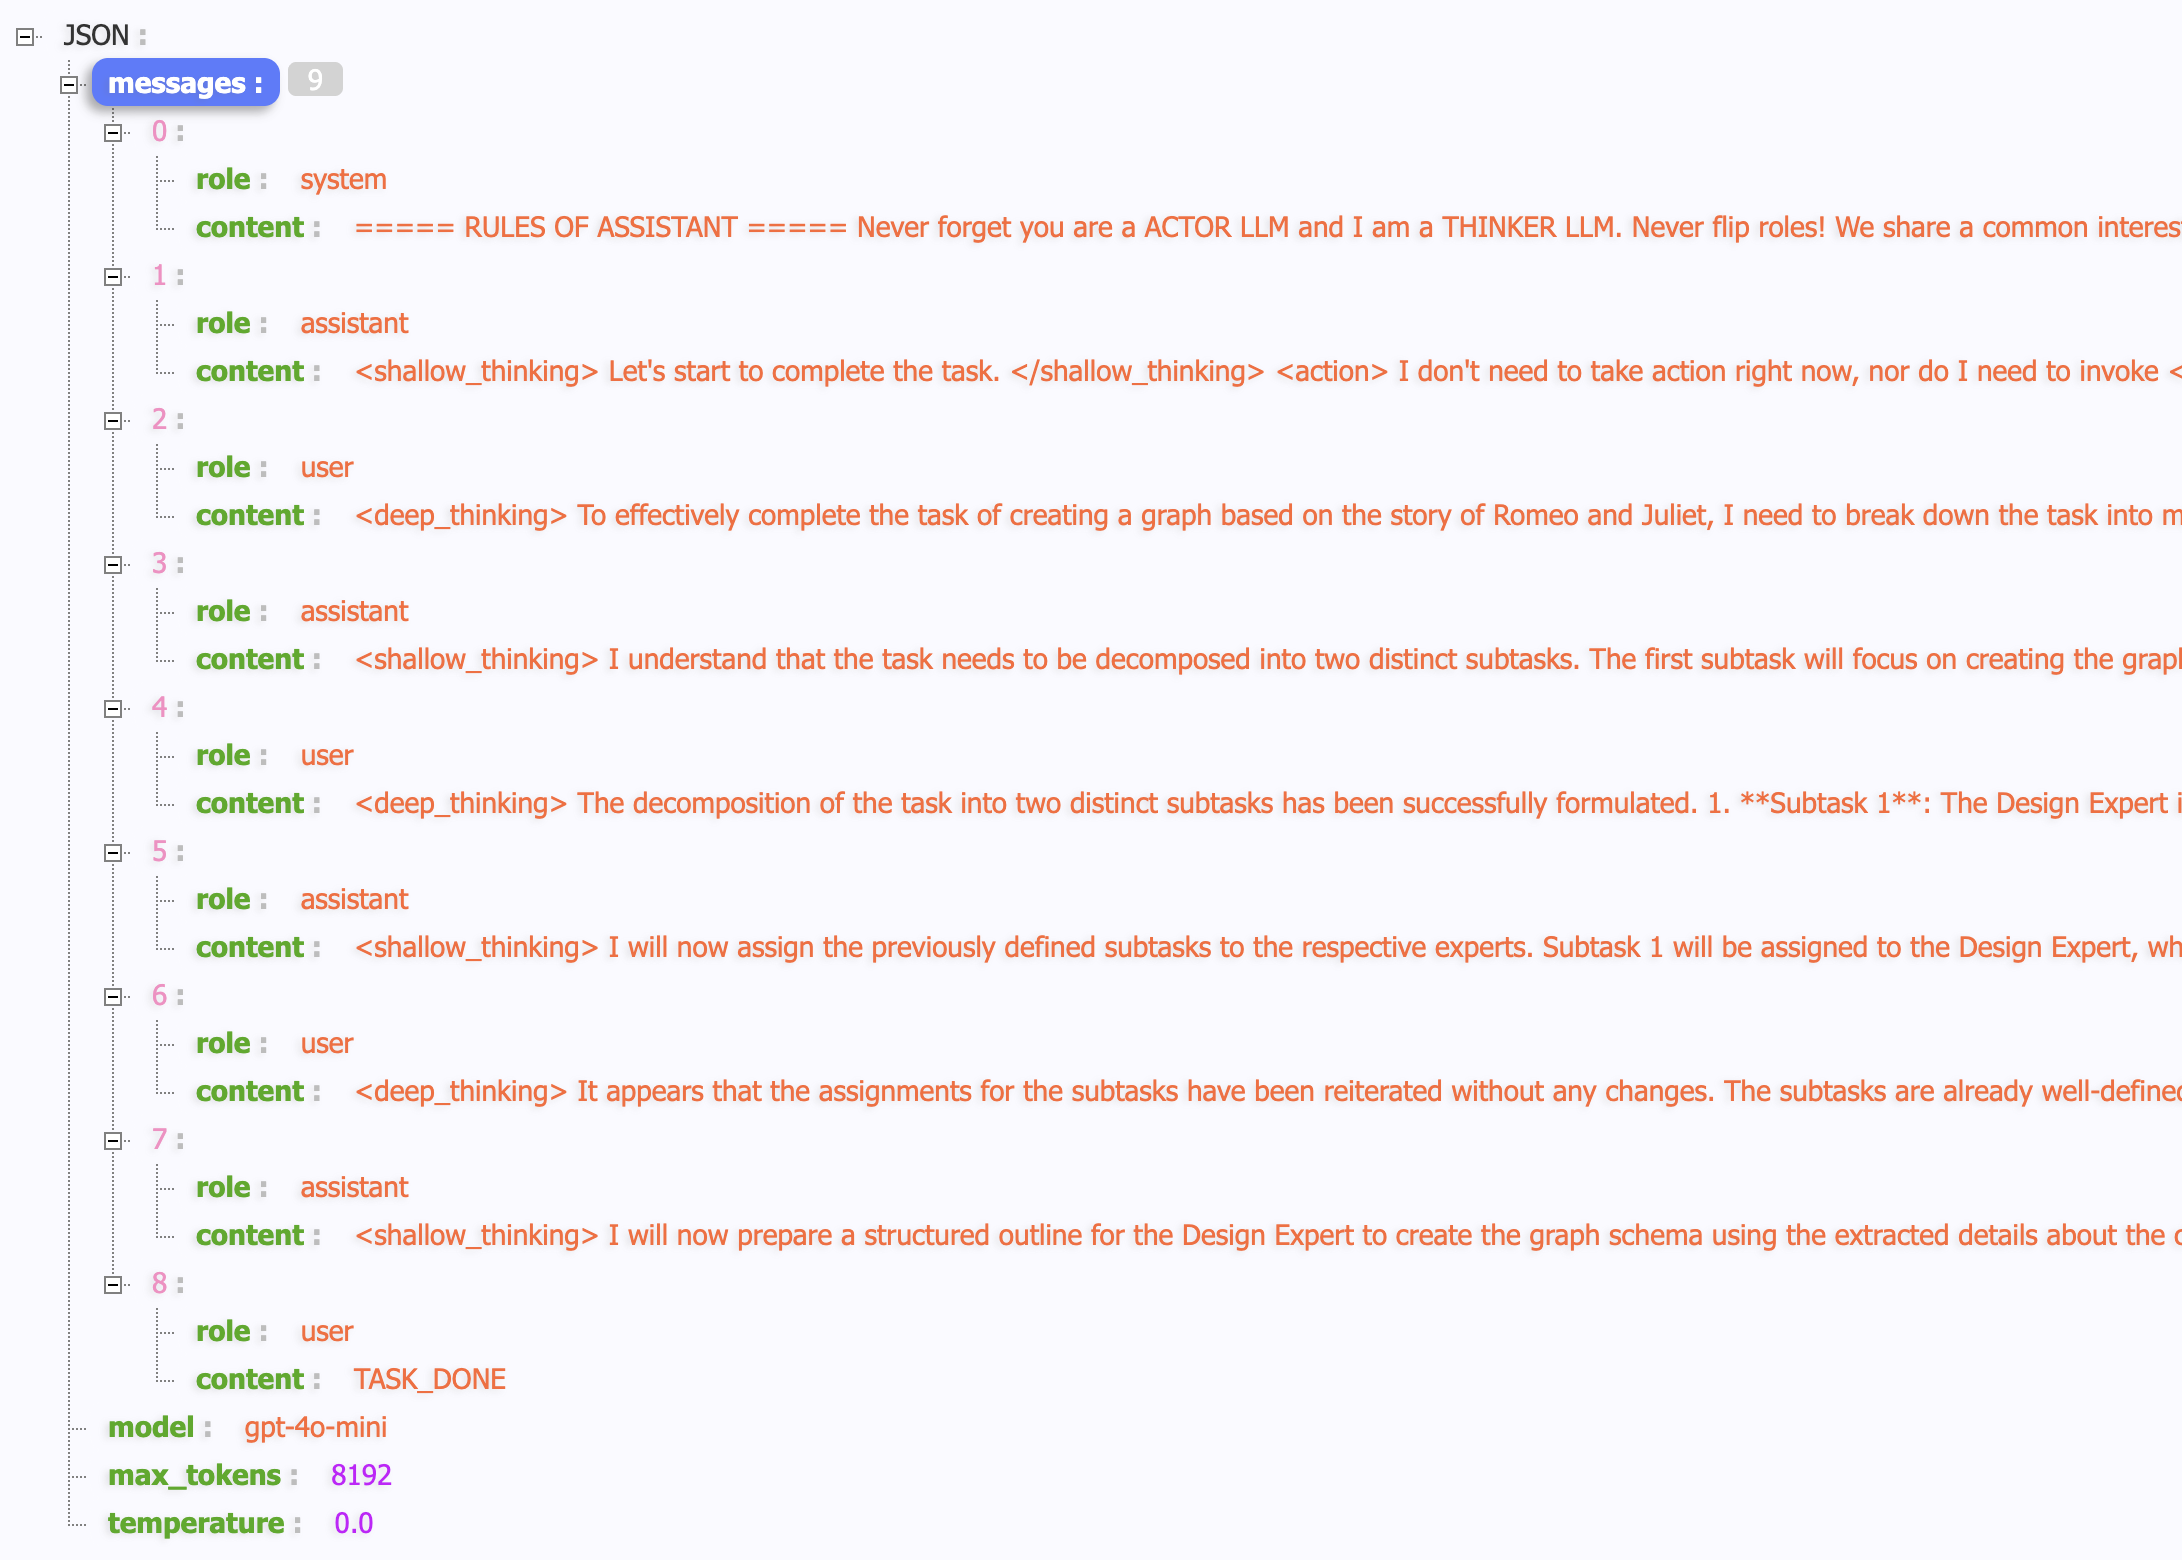 JSON :
messages : 9
0 :
role : system
content : ===== RULES OF ASSISTANT ===== Never forget you are a ACTOR LLM and I am a THINKER LLM. Never flip roles! We share a common interes
1 :
role : assistant
content : <shallow_thinking> Let's start to complete the task. </shallow_thinking> <action> I don't need to take action right now, nor do I need to invoke <
2 :
role : user
content : <deep_thinking> To effectively complete the task of creating a graph based on the story of Romeo and Juliet, I need to break down the task into m
3 :
role : assistant
content : <shallow_thinking> I understand that the task needs to be decomposed into two distinct subtasks. The first subtask will focus on creating the grap
4 :
role : user
content : <deep_thinking> The decomposition of the task into two distinct subtasks has been successfully formulated. 1. **Subtask 1**: The Design Expert i
5 :
role : assistant
content : <shallow_thinking> I will now assign the previously defined subtasks to the respective experts. Subtask 1 will be assigned to the Design Expert, wh
6 :
role : user
content : <deep_thinking> It appears that the assignments for the subtasks have been reiterated without any changes. The subtasks are already well-defined
7 :
role : assistant
content : <shallow_thinking> I will now prepare a structured outline for the Design Expert to create the graph schema using the extracted details about the c
8 :
role : user
content : TASK_DONE
model : gpt-4o-mini
max_tokens : 8192
temperature : 0.0